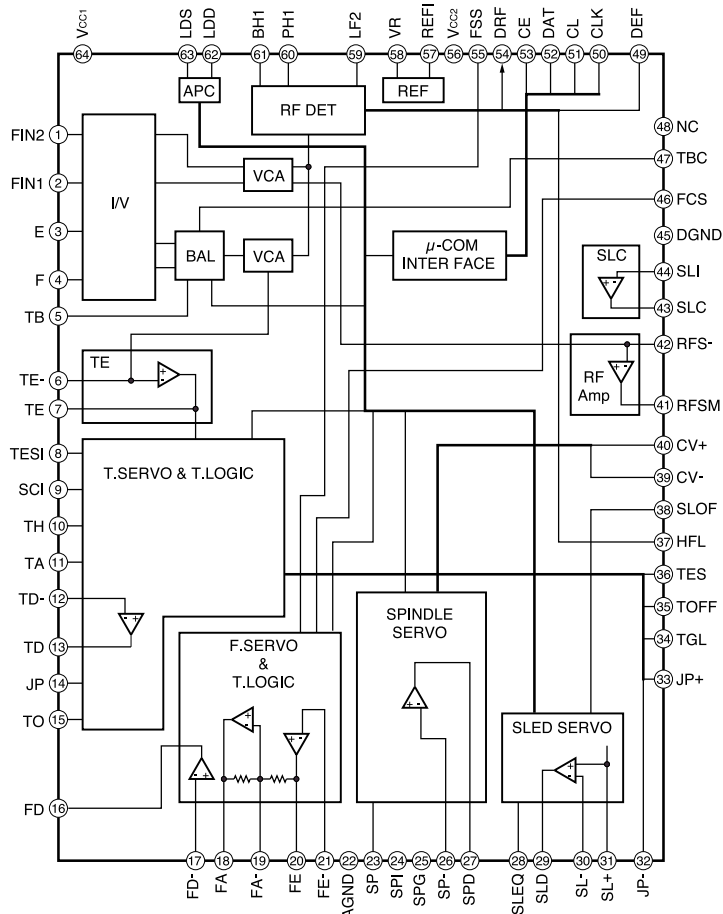 Vcc1
LDS
LDD
BH1
PH1
LF2
VR
REFI
Vcc2
FSS
DRF
CE
DAT
CL
CLK
DEF
64
63
62
61
60
59
58
57
56
55
54
53
52
51
50
49
APC
RF DET
REF
FIN2 1
FIN1 2
E 3
F 4
TB 5
TE- 6
TE 7
TESI 8
SCI 9
TH 10
TA 11
TD- 12
TD 13
JP 14
TO 15
FD 16
I/V
VCA
BAL
VCA
μ-COM
INTER FACE
SLC
+ -
RF
Amp
+ -
TE
+ -
T.SERVO & T.LOGIC
- +
F.SERVO
&
T.LOGIC
SPINDLE
SERVO
SLED SERVO
48 NC
47 TBC
46 FCS
45 DGND
44 SLI
43 SLC
42 RFS-
41 RFSM
40 CV+
39 CV-
38 SLOF
37 HFL
36 TES
35 TOFF
34 TGL
33 JP+
17
18
19
20
21
22
23
24
25
26
27
28
29
30
31
32
FD-
FA
FA-
FE
FE-
AGND
SP
SPI
SPG
SP-
SPD
SLEQ
SLD
SL-
SL+
JP-